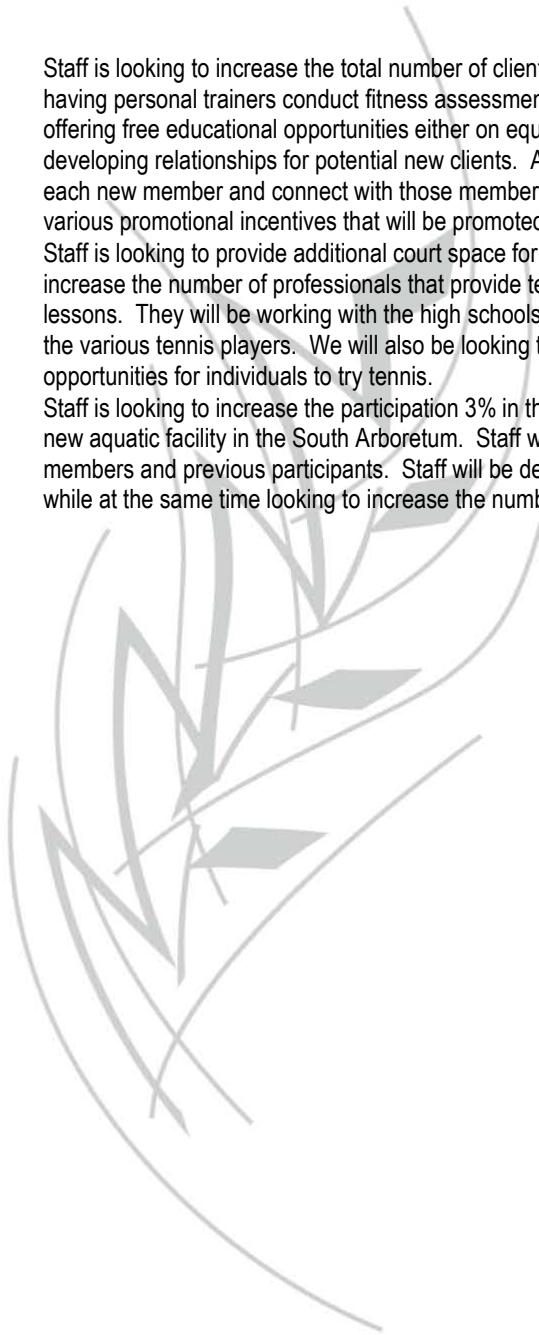 Staff is looking to increase the total number of client
having personal trainers conduct fitness assessmen
offering free educational opportunities either on equ
developing relationships for potential new clients. A
each new member and connect with those member
various promotional incentives that will be promoted
Staff is looking to provide additional court space for
increase the number of professionals that provide te
lessons. They will be working with the high schools
the various tennis players. We will also be looking t
opportunities for individuals to try tennis.
Staff is looking to increase the participation 3% in th
new aquatic facility in the South Arboretum. Staff w
members and previous participants. Staff will be de
while at the same time looking to increase the numb